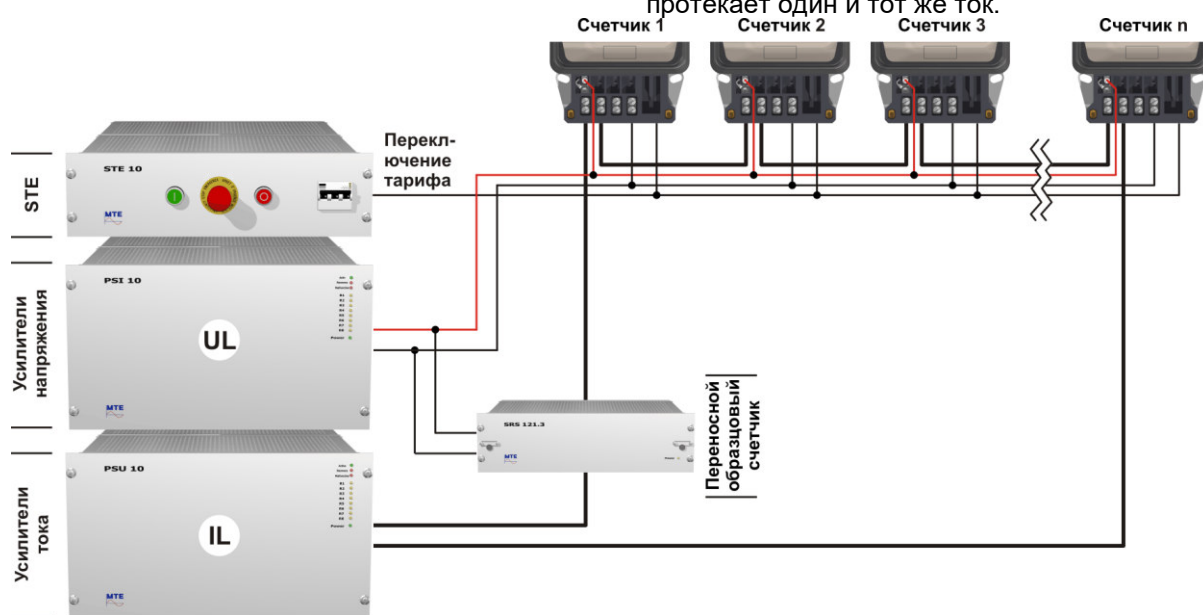 протекает один и тот же ток.
Счетчик 1
Счетчик 2
Счетчик 3
Счетчик n
Перекл-
ючение
тарифа
STE
STE 10
MTE
Усилители
напряжения
PSI 10
UL
Power
MTE
Переносной
образцовый
счетчик
SRS 121.3
MTE
Усилители
тока
PSU 10
IL
Power
MTE